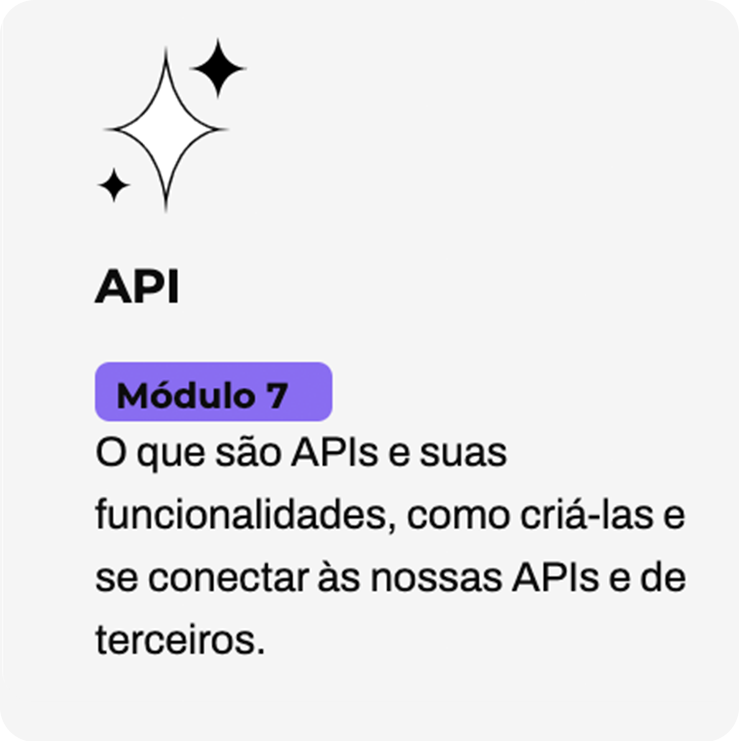 API
Módulo 7
O que são APIs e suas
funcionalidades, como criá-las e
se conectar às nossas APIs e de
terceiros.